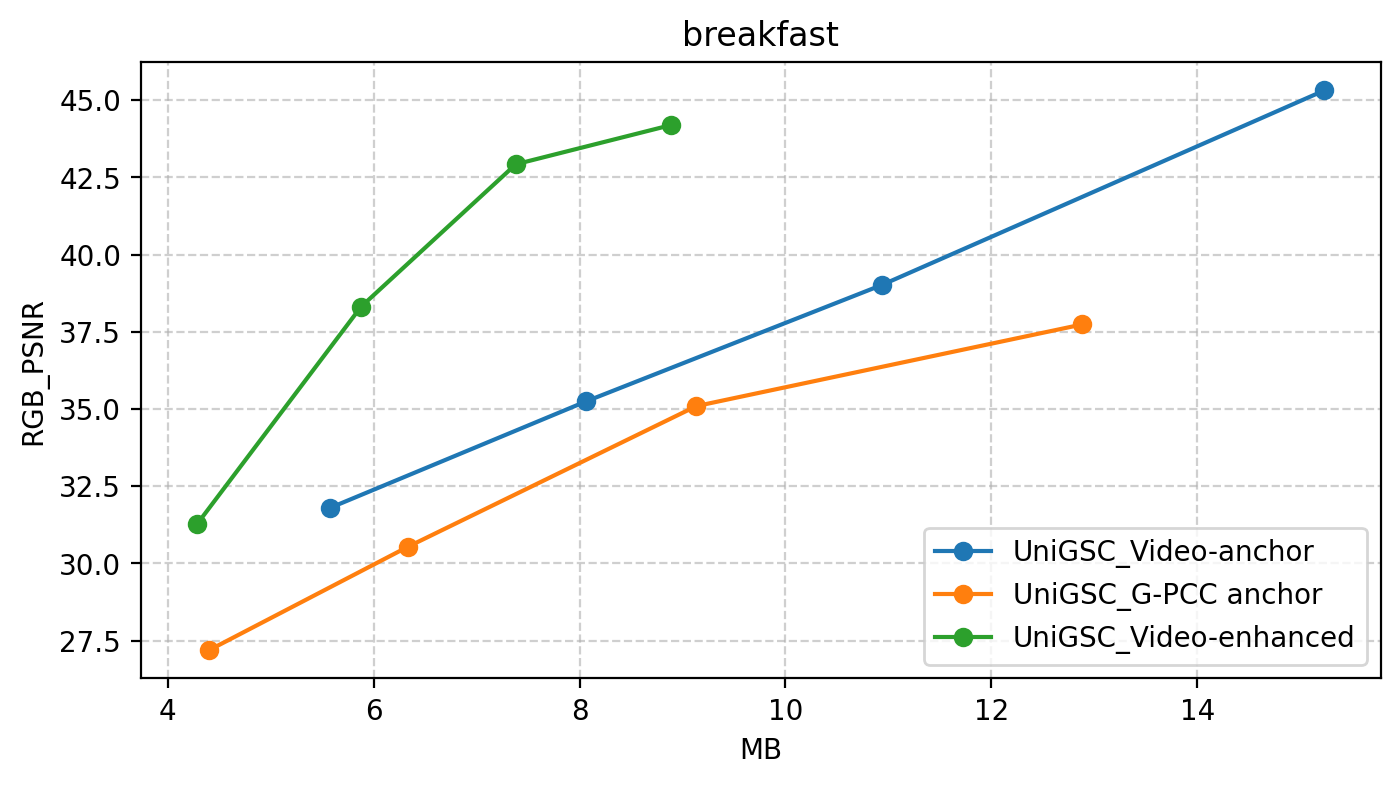 breakfast
RGB_PSNR
45.0
42.5
40.0
37.5
35.0
32.5
30.0
27.5
UniGSC_Video-anchor
UniGSC_G-PCC anchor
UniGSC_Video-enhanced
4 6 8 10 12 14
MB